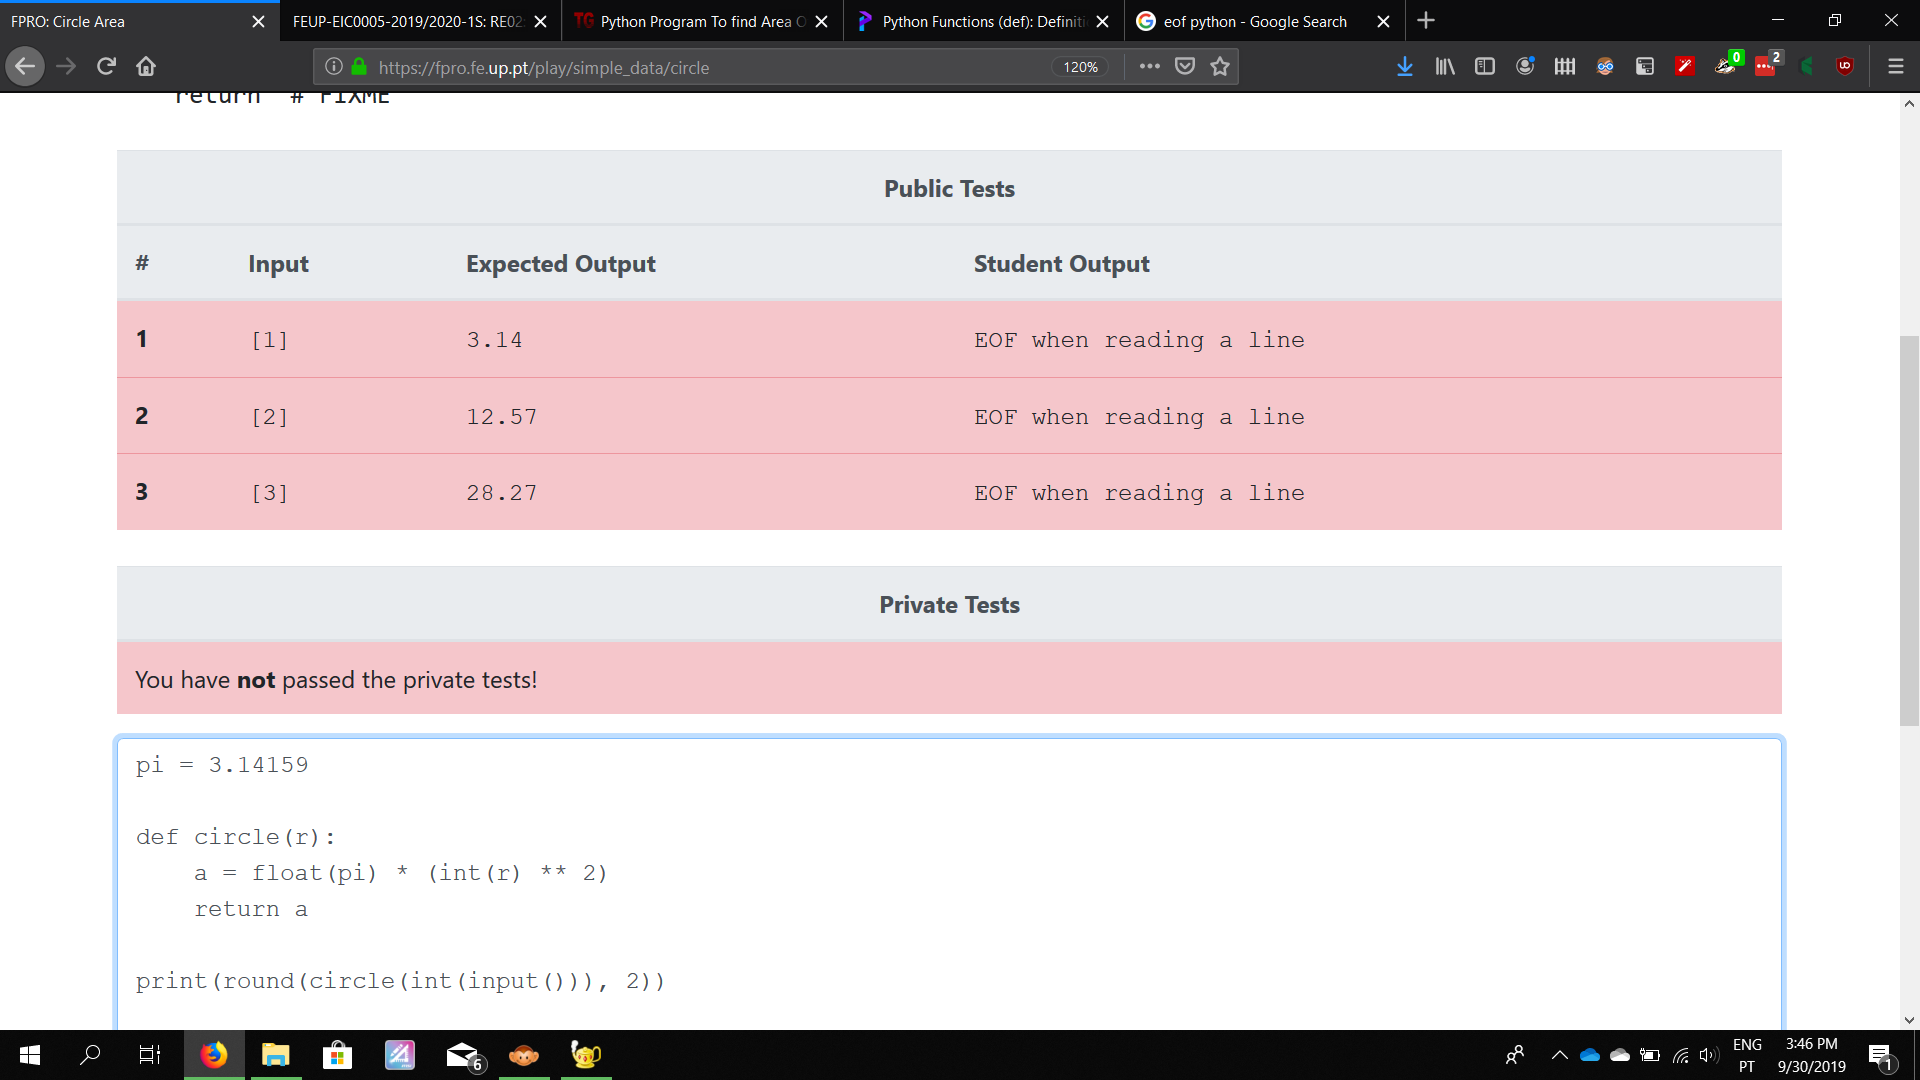 FPRO: Circle Area
FEUP-EIC0005-2019/2020-1S: RE02
TG Python Program To find Area O
Python Functions (def): Definiti
eof python - Google Search
https://fpro.fe.up.pt/play/simple_data/circle
120%
0
2
return # FIXME
Public Tests
# Input Expected Output Student Output
1 [1] 3.14 EOF when reading a line
2 [2] 12.57 EOF when reading a line
3 [3] 28.27 EOF when reading a line
Private Tests
You have not passed the private tests!
pi = 3.14159
def circle(r):
a = float(pi) * (int(r) ** 2)
return a
print(round(circle(int(input())), 2))
6
ENG
PT
3:46 PM
9/30/2019
1